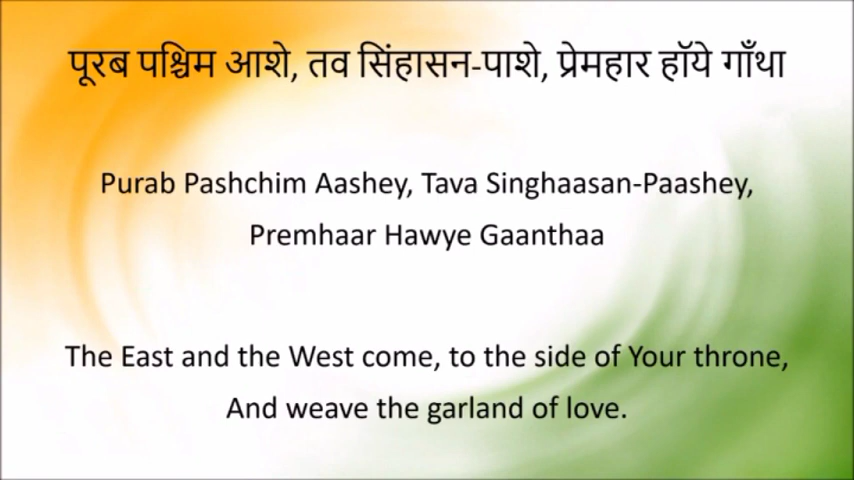 पूरब पश्चिम आशे, तव सिंहासन-पाशे, प्रेमहार हॉये गाँथा
Purab Pashchim Aashey, Tava Singhaasan-Paashey,
Premhaar Hawye Gaanthaa
The East and the West come, to the side of Your throne,
And weave the garland of love.